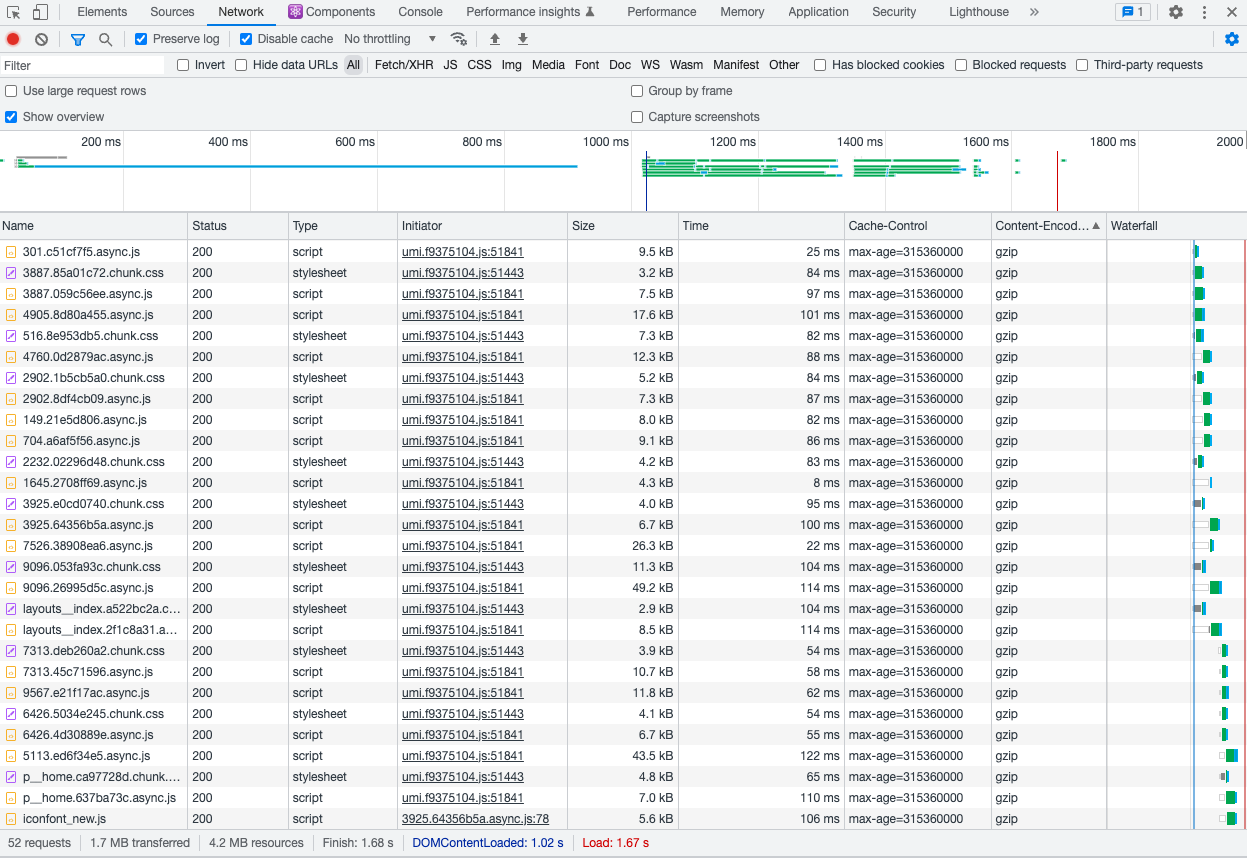 Elements Sources Network Components Console Performance insights Performance Memory Application Security Lighthouse » 1
Preserve log Disable cache No throttling
Filter Invert Hide data URLs All Fetch/XHR JS CSS Img Media Font Doc WS Wasm Manifest Other Has blocked cookies Blocked requests Third-party requests
Use large request rows Group by frame
Show overview Capture screenshots
200 ms 400 ms 600 ms 800 ms 1000 ms 1200 ms 1400 ms 1600 ms 1800 ms 2000
Name Status Type Initiator Size Time Cache-Control Content-Encod... ▲ Waterfall
301.c51cf7f5.async.js 200 script umi.f9375104.js:51841 9.5 kB 25 ms max-age=315360000 gzip
3887.85a01c72.chunk.css 200 stylesheet umi.f9375104.js:51443 3.2 kB 84 ms max-age=315360000 gzip
3887.059c56ee.async.js 200 script umi.f9375104.js:51841 7.5 kB 97 ms max-age=315360000 gzip
4905.8d80a455.async.js 200 script umi.f9375104.js:51841 17.6 kB 101 ms max-age=315360000 gzip
516.8e953db5.chunk.css 200 stylesheet umi.f9375104.js:51443 7.3 kB 82 ms max-age=315360000 gzip
4760.0d2879ac.async.js 200 script umi.f9375104.js:51841 12.3 kB 88 ms max-age=315360000 gzip
2902.1b5cb5a0.chunk.css 200 stylesheet umi.f9375104.js:51443 5.2 kB 84 ms max-age=315360000 gzip
2902.8df4cb09.async.js 200 script umi.f9375104.js:51841 7.3 kB 87 ms max-age=315360000 gzip
149.21e5d806.async.js 200 script umi.f9375104.js:51841 8.0 kB 82 ms max-age=315360000 gzip
704.a6af5f56.async.js 200 script umi.f9375104.js:51841 9.1 kB 86 ms max-age=315360000 gzip
2232.02296d48.chunk.css 200 stylesheet umi.f9375104.js:51443 4.2 kB 83 ms max-age=315360000 gzip
1645.2708ff69.async.js 200 script umi.f9375104.js:51841 4.3 kB 8 ms max-age=315360000 gzip
3925.e0cd0740.chunk.css 200 stylesheet umi.f9375104.js:51443 4.0 kB 95 ms max-age=315360000 gzip
3925.64356b5a.async.js 200 script umi.f9375104.js:51841 6.7 kB 100 ms max-age=315360000 gzip
7526.38908ea6.async.js 200 script umi.f9375104.js:51841 26.3 kB 22 ms max-age=315360000 gzip
9096.053fa93c.chunk.css 200 stylesheet umi.f9375104.js:51443 11.3 kB 104 ms max-age=315360000 gzip
9096.26995d5c.async.js 200 script umi.f9375104.js:51841 49.2 kB 114 ms max-age=315360000 gzip
layouts__index.a522bc2a.c... 200 stylesheet umi.f9375104.js:51443 2.9 kB 104 ms max-age=315360000 gzip
layouts__index.2f1c8a31.a... 200 script umi.f9375104.js:51841 8.5 kB 114 ms max-age=315360000 gzip
7313.deb260a2.chunk.css 200 stylesheet umi.f9375104.js:51443 3.9 kB 54 ms max-age=315360000 gzip
7313.45c71596.async.js 200 script umi.f9375104.js:51841 10.7 kB 58 ms max-age=315360000 gzip
9567.e21f17ac.async.js 200 script umi.f9375104.js:51841 11.8 kB 62 ms max-age=315360000 gzip
6426.5034e245.chunk.css 200 stylesheet umi.f9375104.js:51443 4.1 kB 54 ms max-age=315360000 gzip
6426.4d30889e.async.js 200 script umi.f9375104.js:51841 6.7 kB 55 ms max-age=315360000 gzip
5113.ed6f34e5.async.js 200 script umi.f9375104.js:51841 43.5 kB 122 ms max-age=315360000 gzip
p__home.ca97728d.chunk.... 200 stylesheet umi.f9375104.js:51443 4.8 kB 65 ms max-age=315360000 gzip
p__home.637ba73c.async.js 200 script umi.f9375104.js:51841 7.0 kB 110 ms max-age=315360000 gzip
iconfont_new.js 200 script 3925.64356b5a.async.js:78 5.6 kB 106 ms max-age=315360000 gzip
52 requests 1.7 MB transferred 4.2 MB resources Finish: 1.68 s DOMContentLoaded: 1.02 s Load: 1.67 s